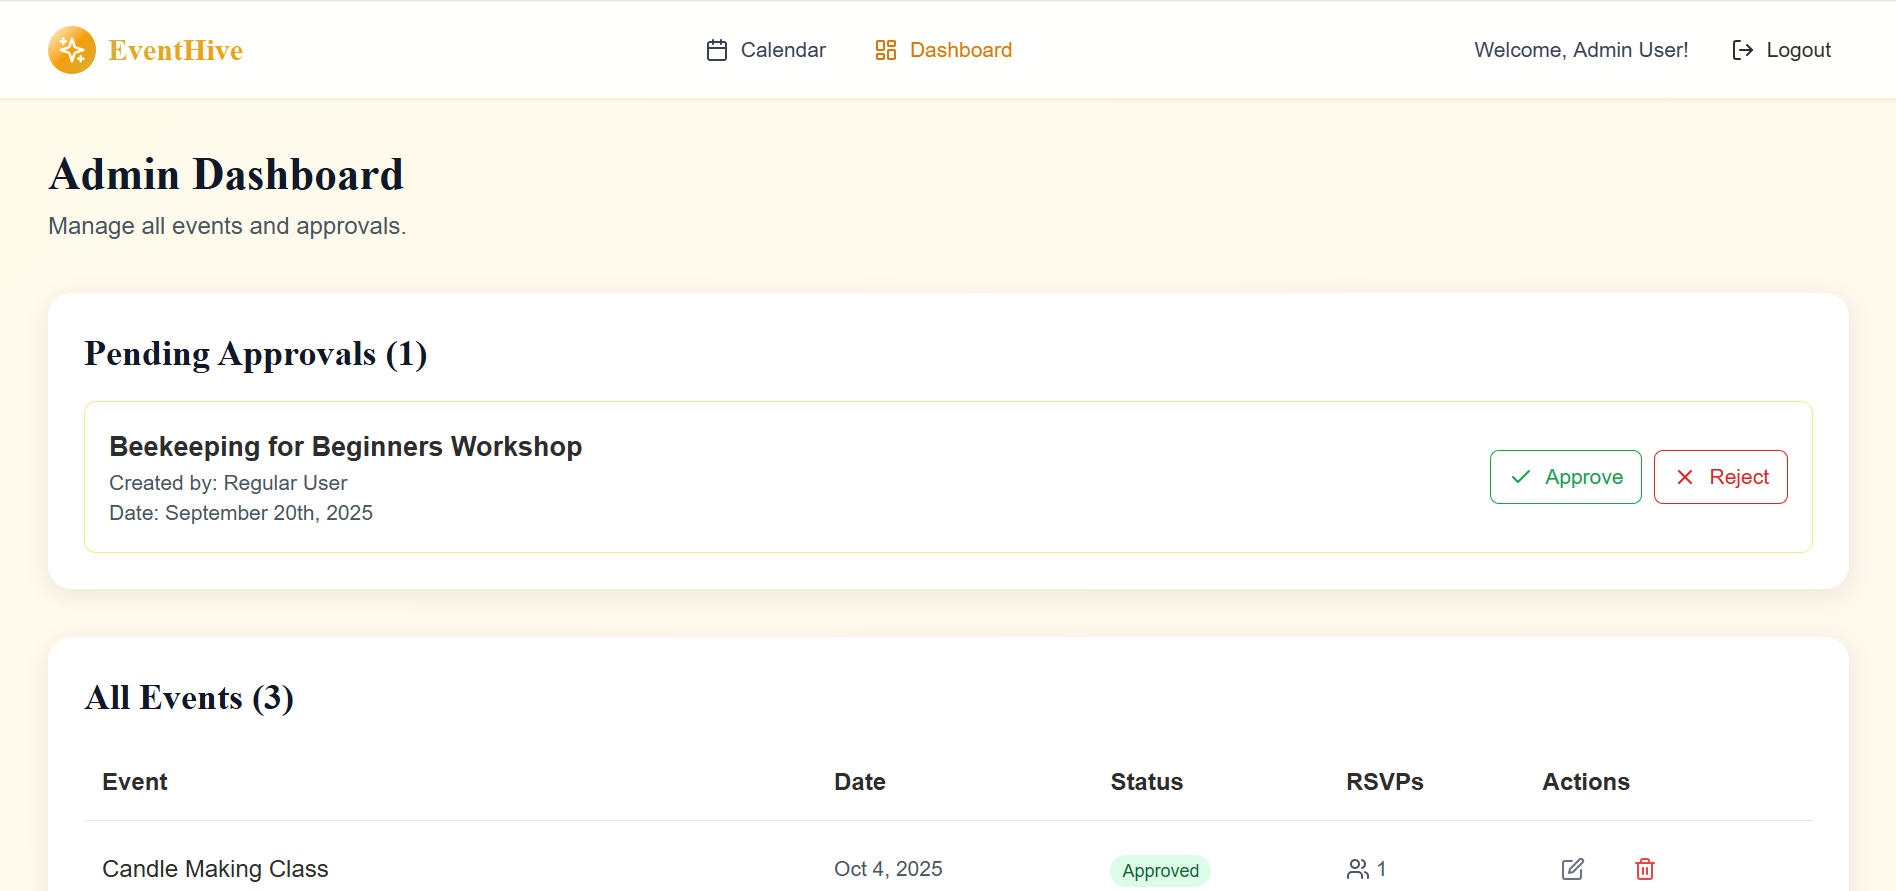 EventHive
Calendar
Dashboard
Welcome, Admin User!
Logout
Admin Dashboard
Manage all events and approvals.
Pending Approvals (1)
Beekeeping for Beginners Workshop
Created by: Regular User
Date: September 20th, 2025
Approve
Reject
All Events (3)
Event Date Status RSVPs Actions
Candle Making Class Oct 4, 2025 Approved 1